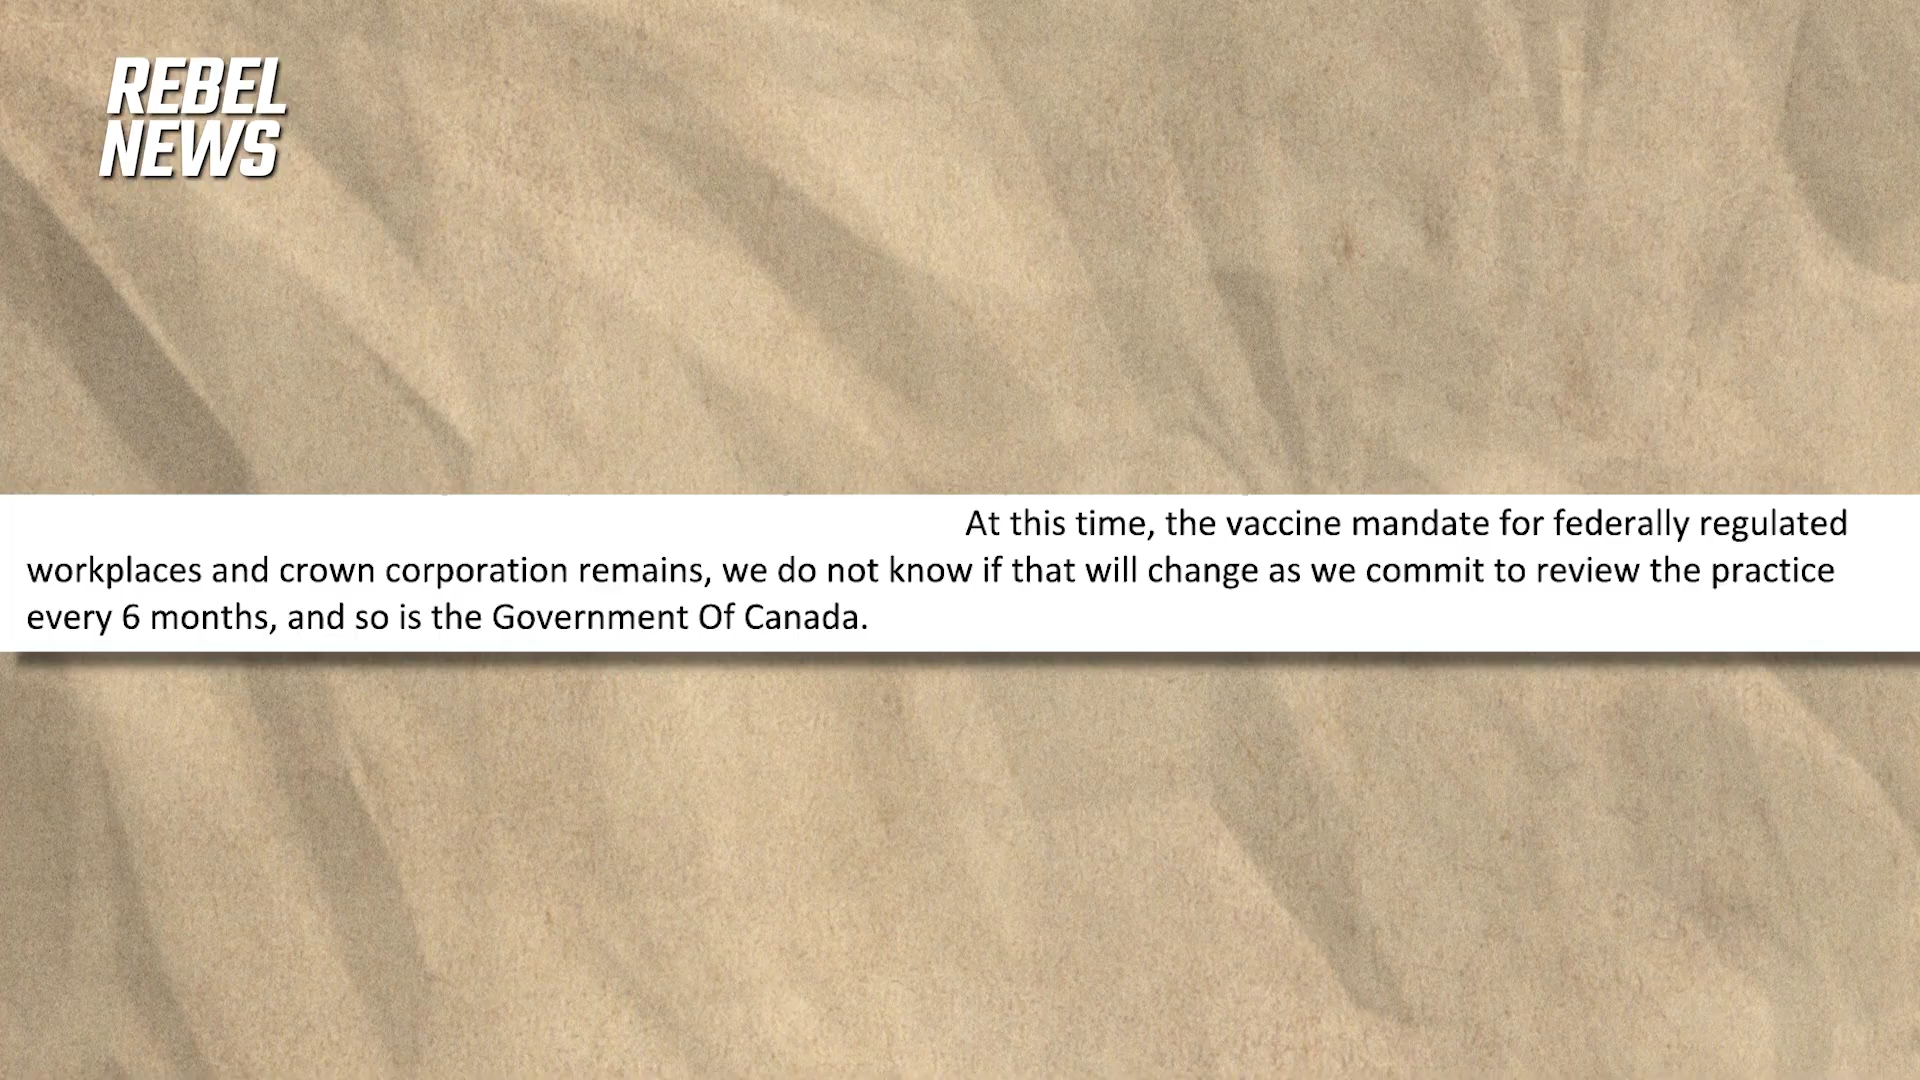 REBEL
NEWS
At this time, the vaccine mandate for federally regulated
workplaces and crown corporation remains, we do not know if that will change as we commit to review the practice
every 6 months, and so is the Government Of Canada.